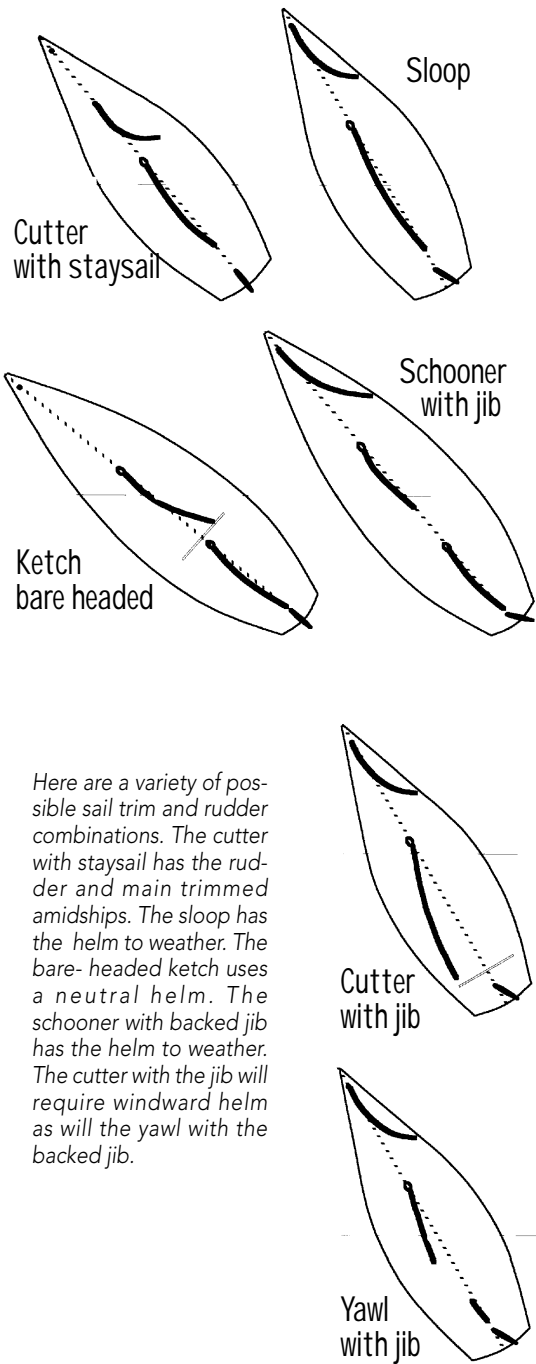 Sloop
Cutter
with staysail
Schooner
with jib
Ketch
bare headed
Here are a variety of pos-
sible sail trim and rudder
combinations. The cutter
with staysail has the rud-
der and main trimmed
amidships. The sloop has
the helm to weather. The
bare- headed ketch uses
a neutral helm. The
schooner with backed jib
has the helm to weather.
The cutter with the jib will
require windward helm
as will the yawl with the
backed jib.
Cutter
with jib
Yawl
with jib